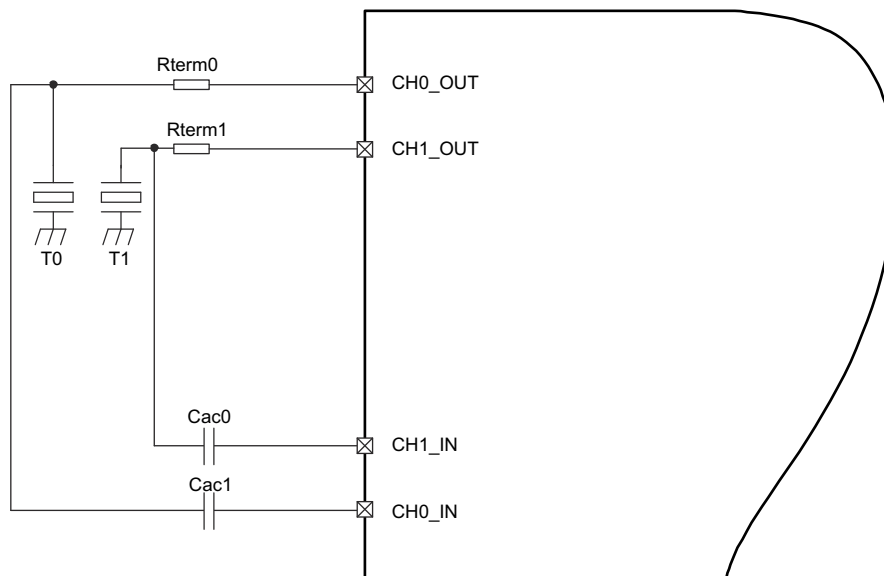 Rterm0
CH0_OUT
Rterm1
CH1_OUT
T0
T1
Cac0
CH1_IN
Cac1
CH0_IN